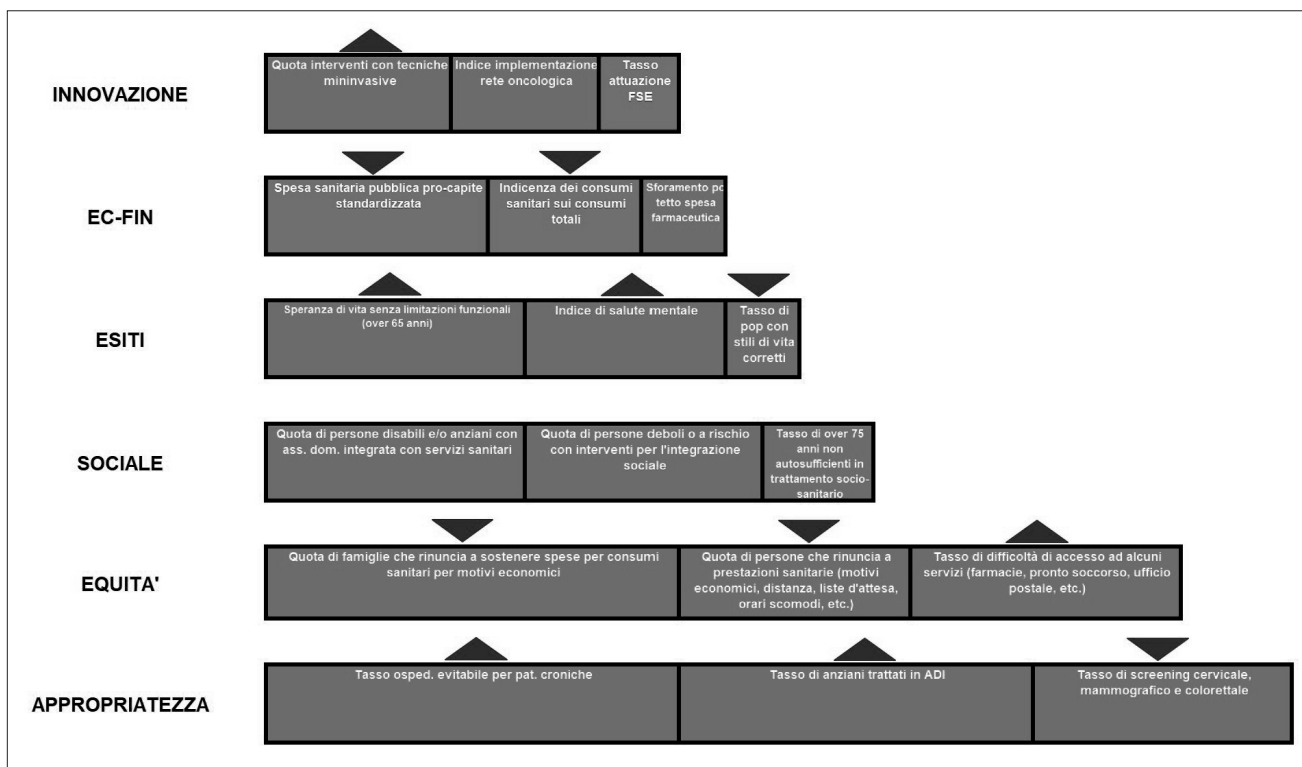 INNOVAZIONE
Quota interventi con tecniche
mininvasive
Indice implementazione
rete oncologica
Tasso
attuazione
FSE
EC-FIN
Spesa sanitaria pubblica pro-capite
standardizzata
Indicenza dei consumi
sanitari sui consumi
totali
Sforamento pc
tetto spesa
farmaceutica
ESITI
Speranza di vita senza limitazioni funzionali
(over 65 anni)
Indice di salute mentale
Tasso di
pop con
stili di vita
corretti
SOCIALE
Quota di persone disabili e/o anziani con
ass. dom. integrata con servizi sanitari
Quota di persone deboli o a rischio
con interventi per l'integrazione
sociale
Tasso di over 75
anni non
autosufficienti in
trattamento socio-
sanitario
EQUITA'
Quota di famiglie che rinuncia a sostenere spese per consumi
sanitari per motivi economici
Quota di persone che rinuncia a
prestazioni sanitarie (motivi
economici, distanza, liste d'attesa,
orari scomodi, etc.)
Tasso di difficoltà di accesso ad alcuni
servizi (farmacie, pronto soccorso, ufficio
postale, etc.)
APPROPRIATEZZA
Tasso osped. evitabile per pat. croniche
Tasso di anziani trattati in ADI
Tasso di screening cervicale,
mammografico e colorettale